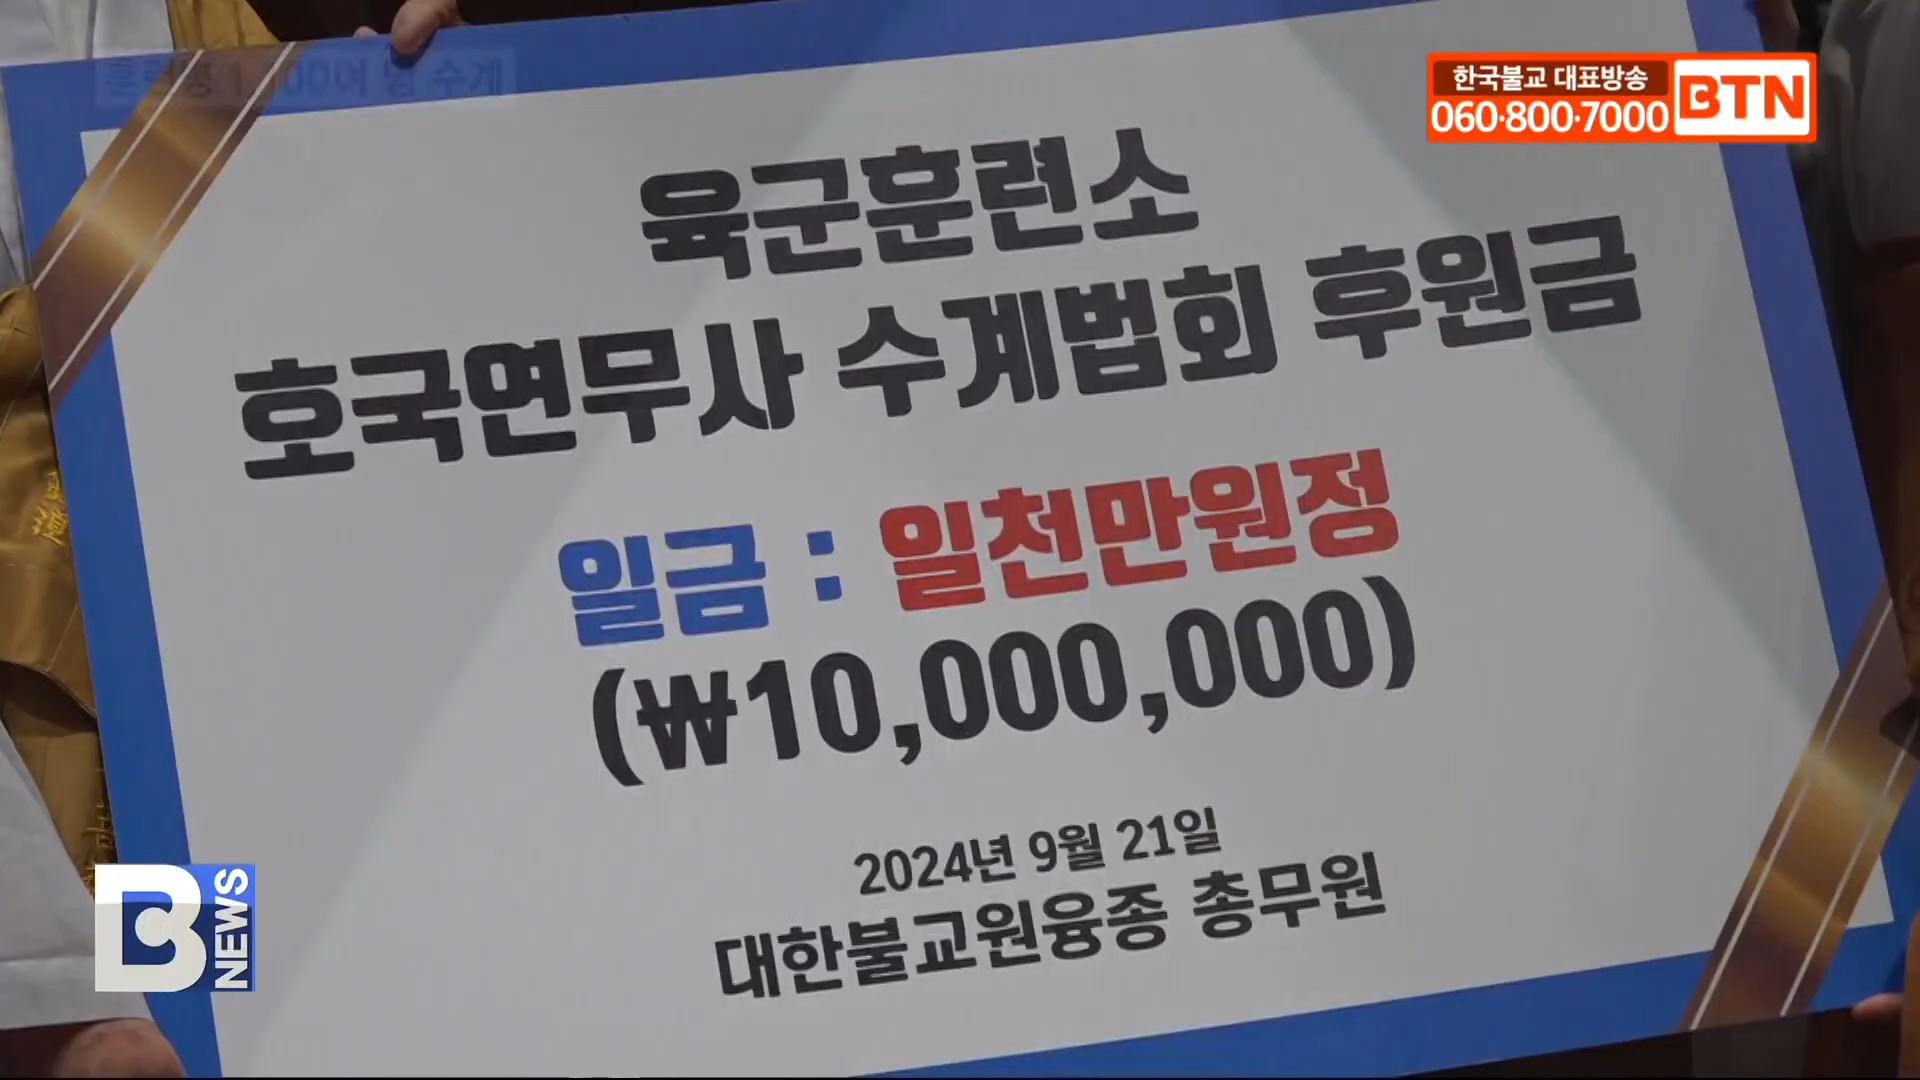 한국불교 대표방송
060·800·7000
BTN
육군훈련소
호국연무사 수계법회 후원금
일금 : 일천만원정
(₩10,000,000)
2024년 9월 21일
대한불교원융종 총무원
B NEWS